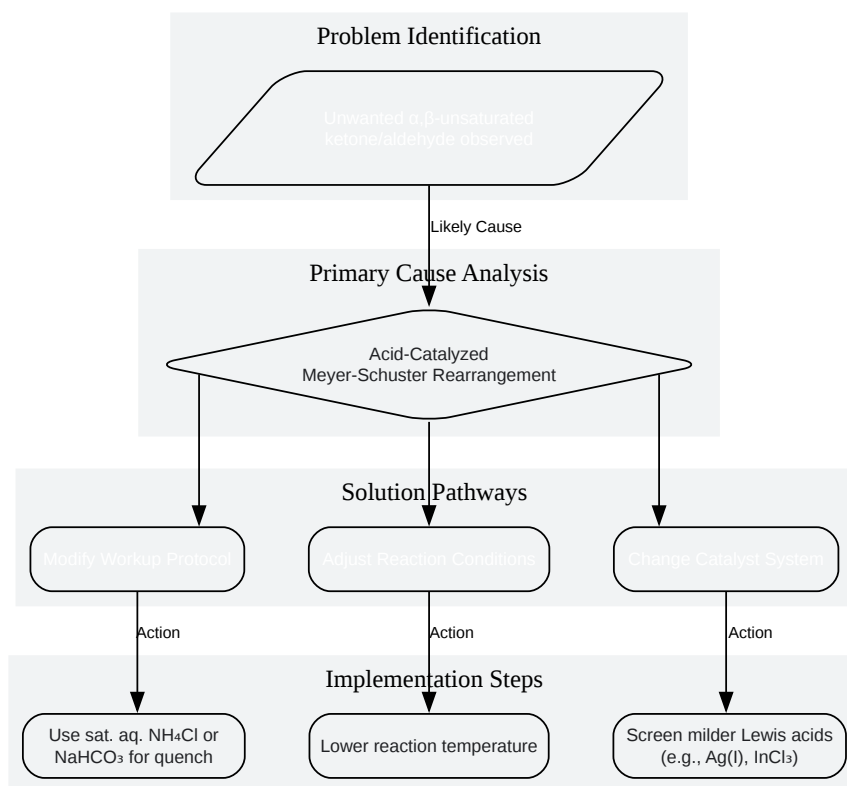 Problem Identification
Unwanted α,β-unsaturated
ketone/aldehyde observed
Likely Cause
Primary Cause Analysis
Acid-Catalyzed
Meyer-Schuster Rearrangement
Solution Pathways
Modify Workup Protocol
Adjust Reaction Conditions
Change Catalyst System
Action
Action
Action
Implementation Steps
Use sat. aq. NH₄Cl or
NaHCO₃ for quench
Lower reaction temperature
Screen milder Lewis acids
(e.g., Ag(I), InCl₃)